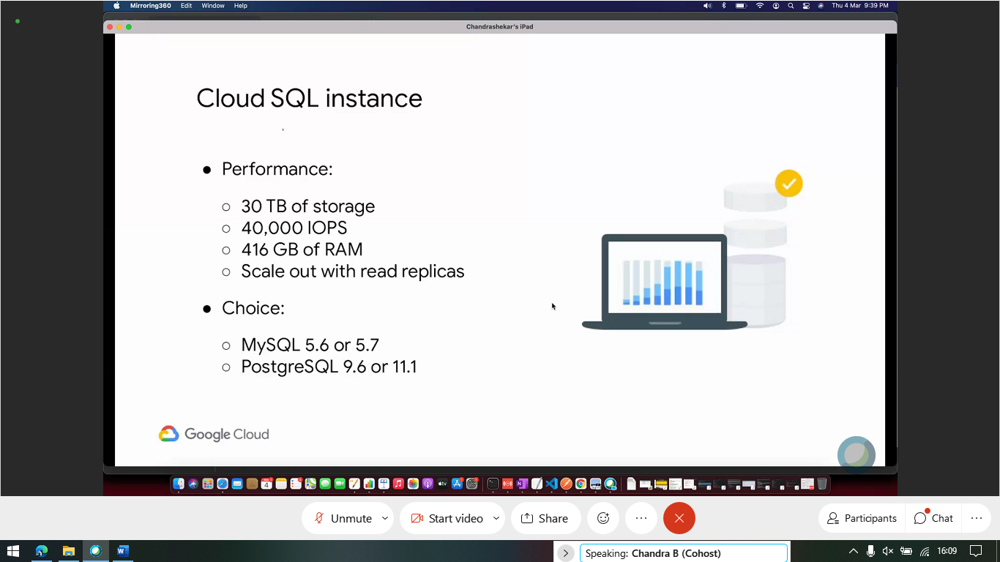 Mirroring360 Edit Window Help
Thu 4 Mar 9:39 PM
Chandrashekar's iPad
Cloud SQL instance
● Performance:
○ 30 TB of storage
○ 40,000 IOPS
○ 416 GB of RAM
○ Scale out with read replicas
● Choice:
○ MySQL 5.6 or 5.7
○ PostgreSQL 9.6 or 11.1
Google Cloud
Unmute
Start video
Share
Participants
Chat
Speaking: Chandra B (Cohost)
16:09